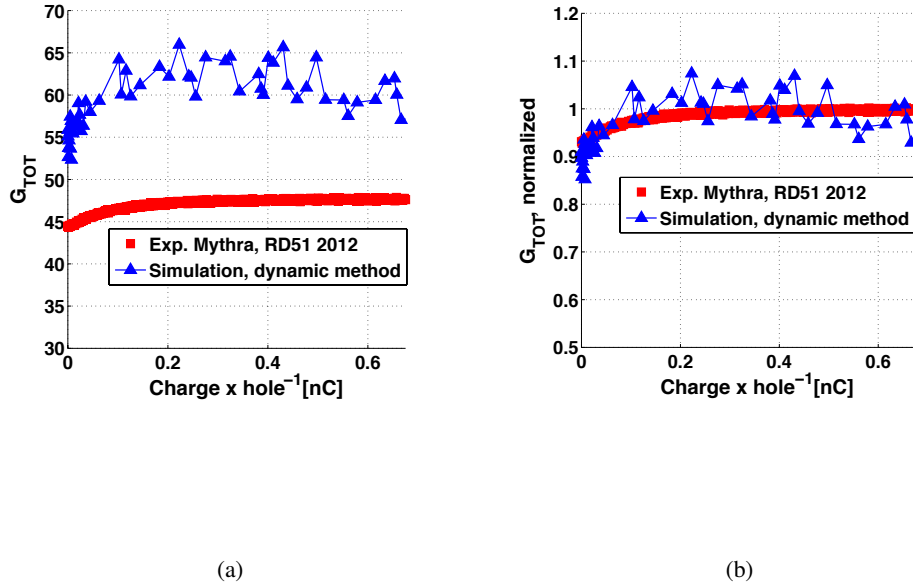 70
65
60
55
50
45
40
35
30
G_TOT
Exp. Mythra, RD51 2012
Simulation, dynamic method
0 0.2 0.4 0.6
Charge x hole⁻¹[nC]
(a)
1.2
1.1
1
0.9
0.8
0.7
0.6
0.5
G_TOT, normalized
Exp. Mythra, RD51 2012
Simulation, dynamic method
0 0.2 0.4 0.6
Charge x hole⁻¹[nC]
(b)